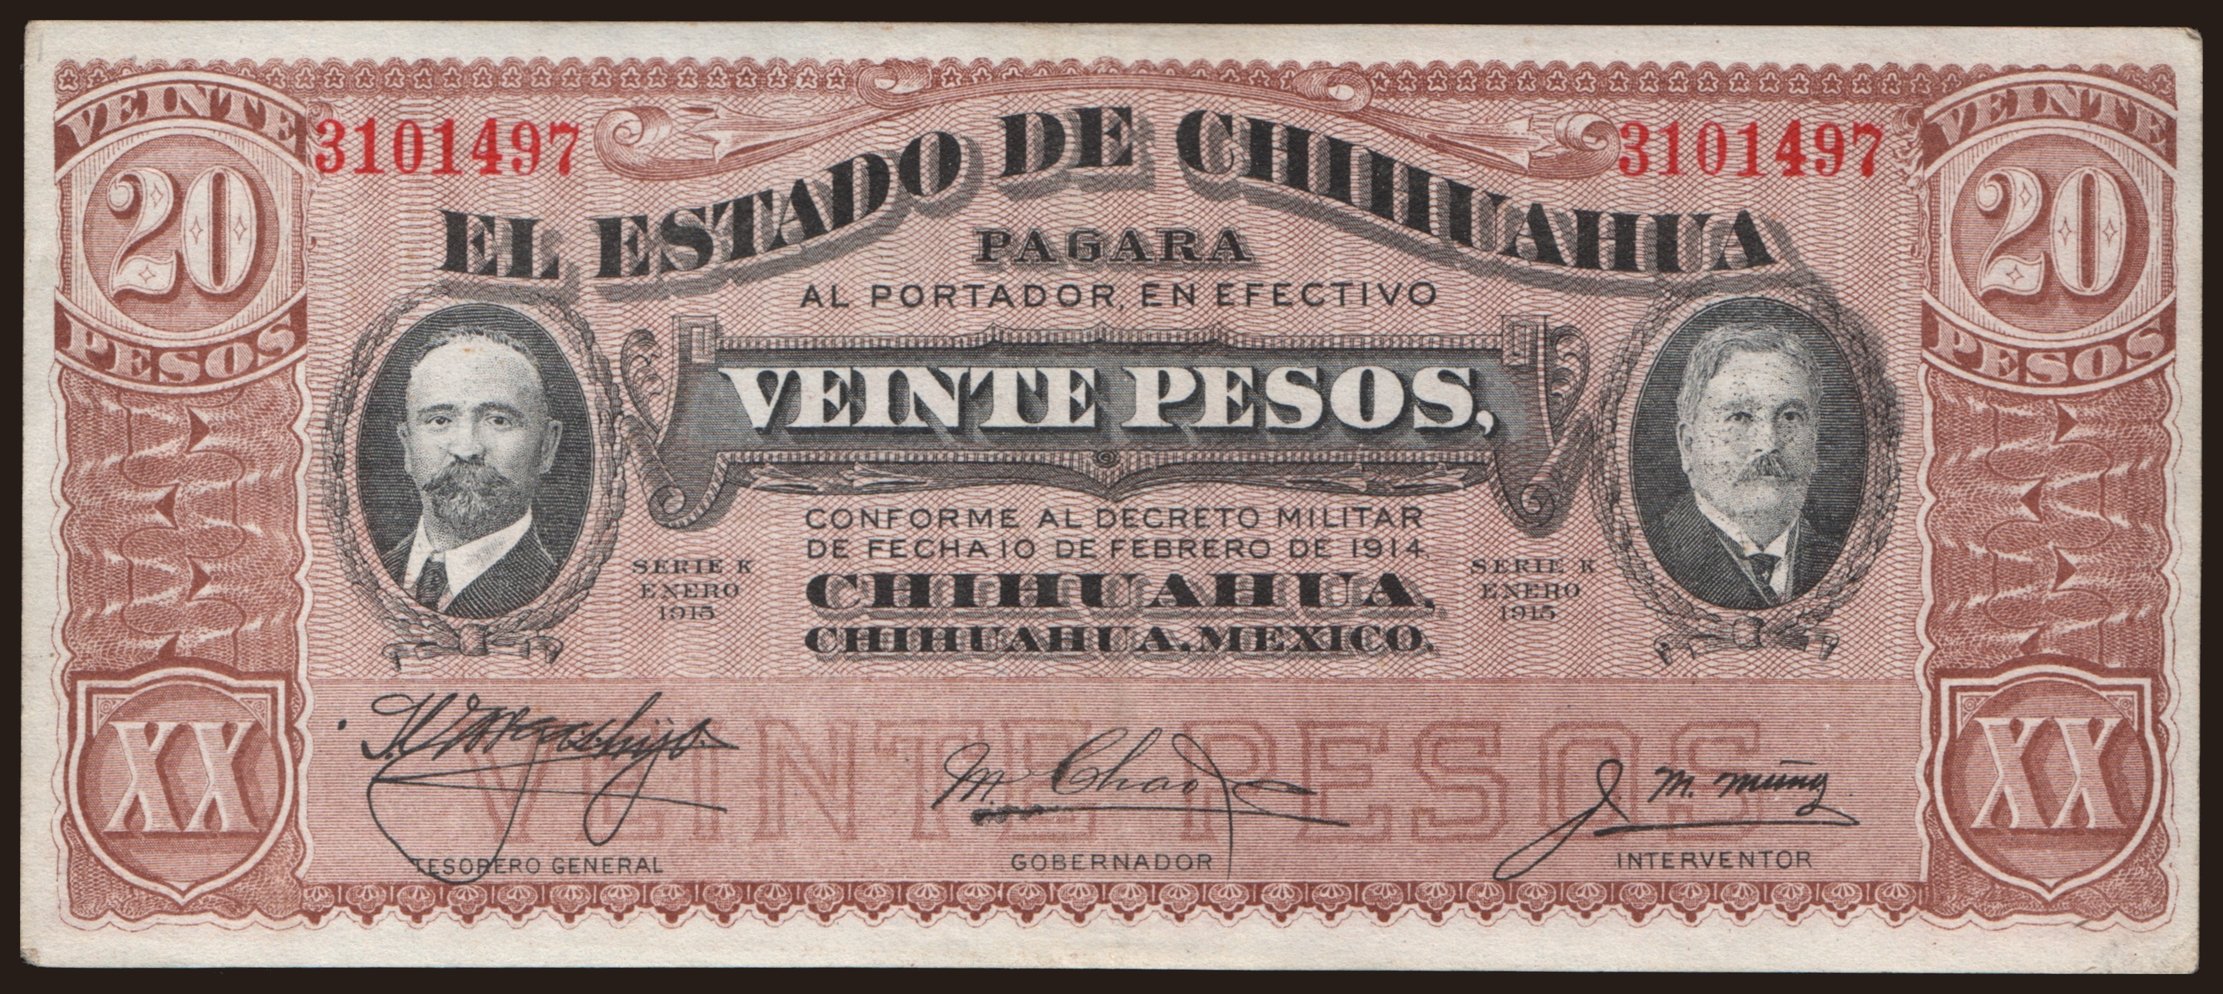 VEINTE
20
PESOS
3101497
3101497
VEINTE
20
PESOS
EL ESTADO DE CHIHUAHUA
PAGARA
AL PORTADOR, EN EFECTIVO
VEINTE PESOS,
CONFORME AL DECRETO MILITAR
DE FECHA 10 DE FEBRERO DE 1914.
CHIHUAHUA,
CHIHUAHUA, MEXICO.
SERIE K
ENERO
1915
SERIE K
ENERO
1915
XX
VEINTE PESOS
XX
M. Chao
TESORERO GENERAL
GOBERNADOR
INTERVENTOR